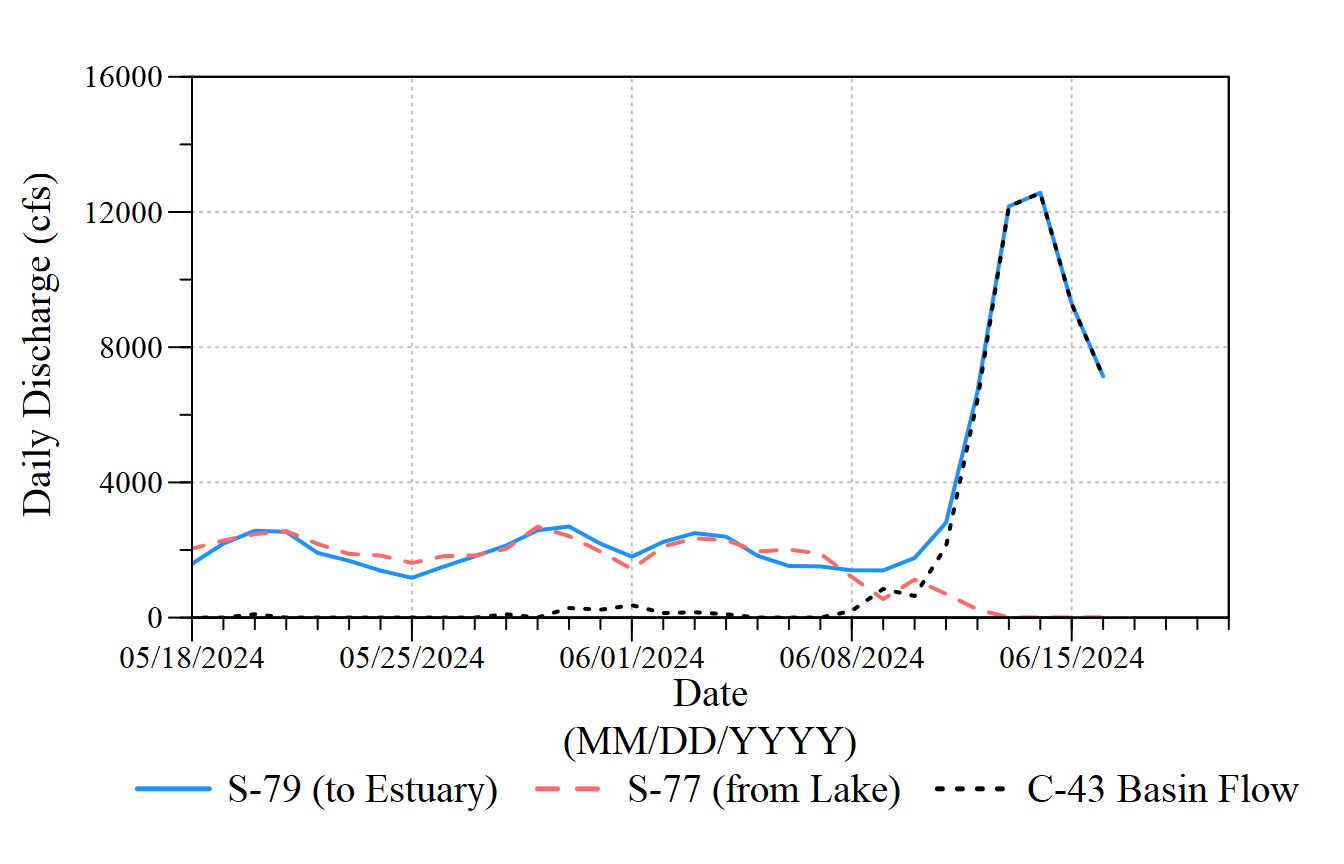 16000
12000
8000
4000
0
Daily Discharge (cfs)
05/18/2024 05/25/2024 06/01/2024 06/08/2024 06/15/2024
Date
(MM/DD/YYYY)
S-79 (to Estuary) S-77 (from Lake) C-43 Basin Flow